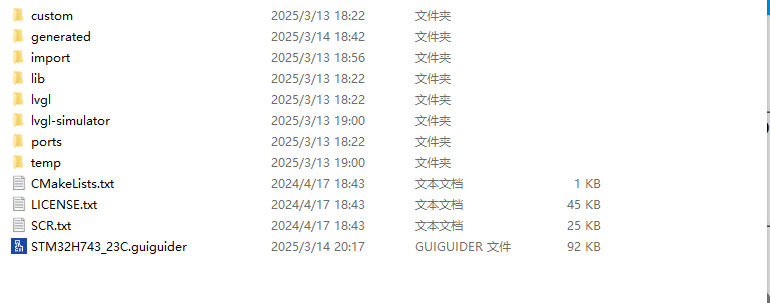 custom 2025/3/13 18:22 文件夹
generated 2025/3/14 18:42 文件夹
import 2025/3/13 18:56 文件夹
lib 2025/3/13 18:22 文件夹
lvgl 2025/3/13 18:22 文件夹
lvgl-simulator 2025/3/13 19:00 文件夹
ports 2025/3/13 18:22 文件夹
temp 2025/3/13 19:00 文件夹
CMakeLists.txt 2024/4/17 18:43 文本文档 1 KB
LICENSE.txt 2024/4/17 18:43 文本文档 45 KB
SCR.txt 2024/4/17 18:43 文本文档 25 KB
STM32H743_23C.guiguider 2025/3/14 20:17 GUIGUIDER 文件 92 KB